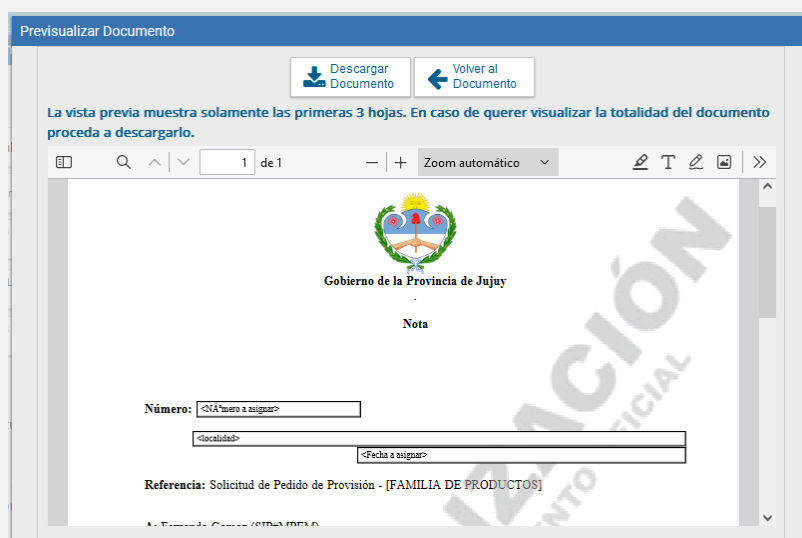 Previsualizar Documento
Descargar
Documento
Volver al
Documento
La vista previa muestra solamente las primeras 3 hojas. En caso de querer visualizar la totalidad del documento
proceda a descargarlo.
1 de 1
Zoom automático
Gobierno de la Provincia de Jujuy
.
Nota
Número: <NÃºmero a asignar>
<localidad>
<Fecha a asignar>
Referencia: Solicitud de Pedido de Provisión - [FAMILIA DE PRODUCTOS]
IZACIÓN